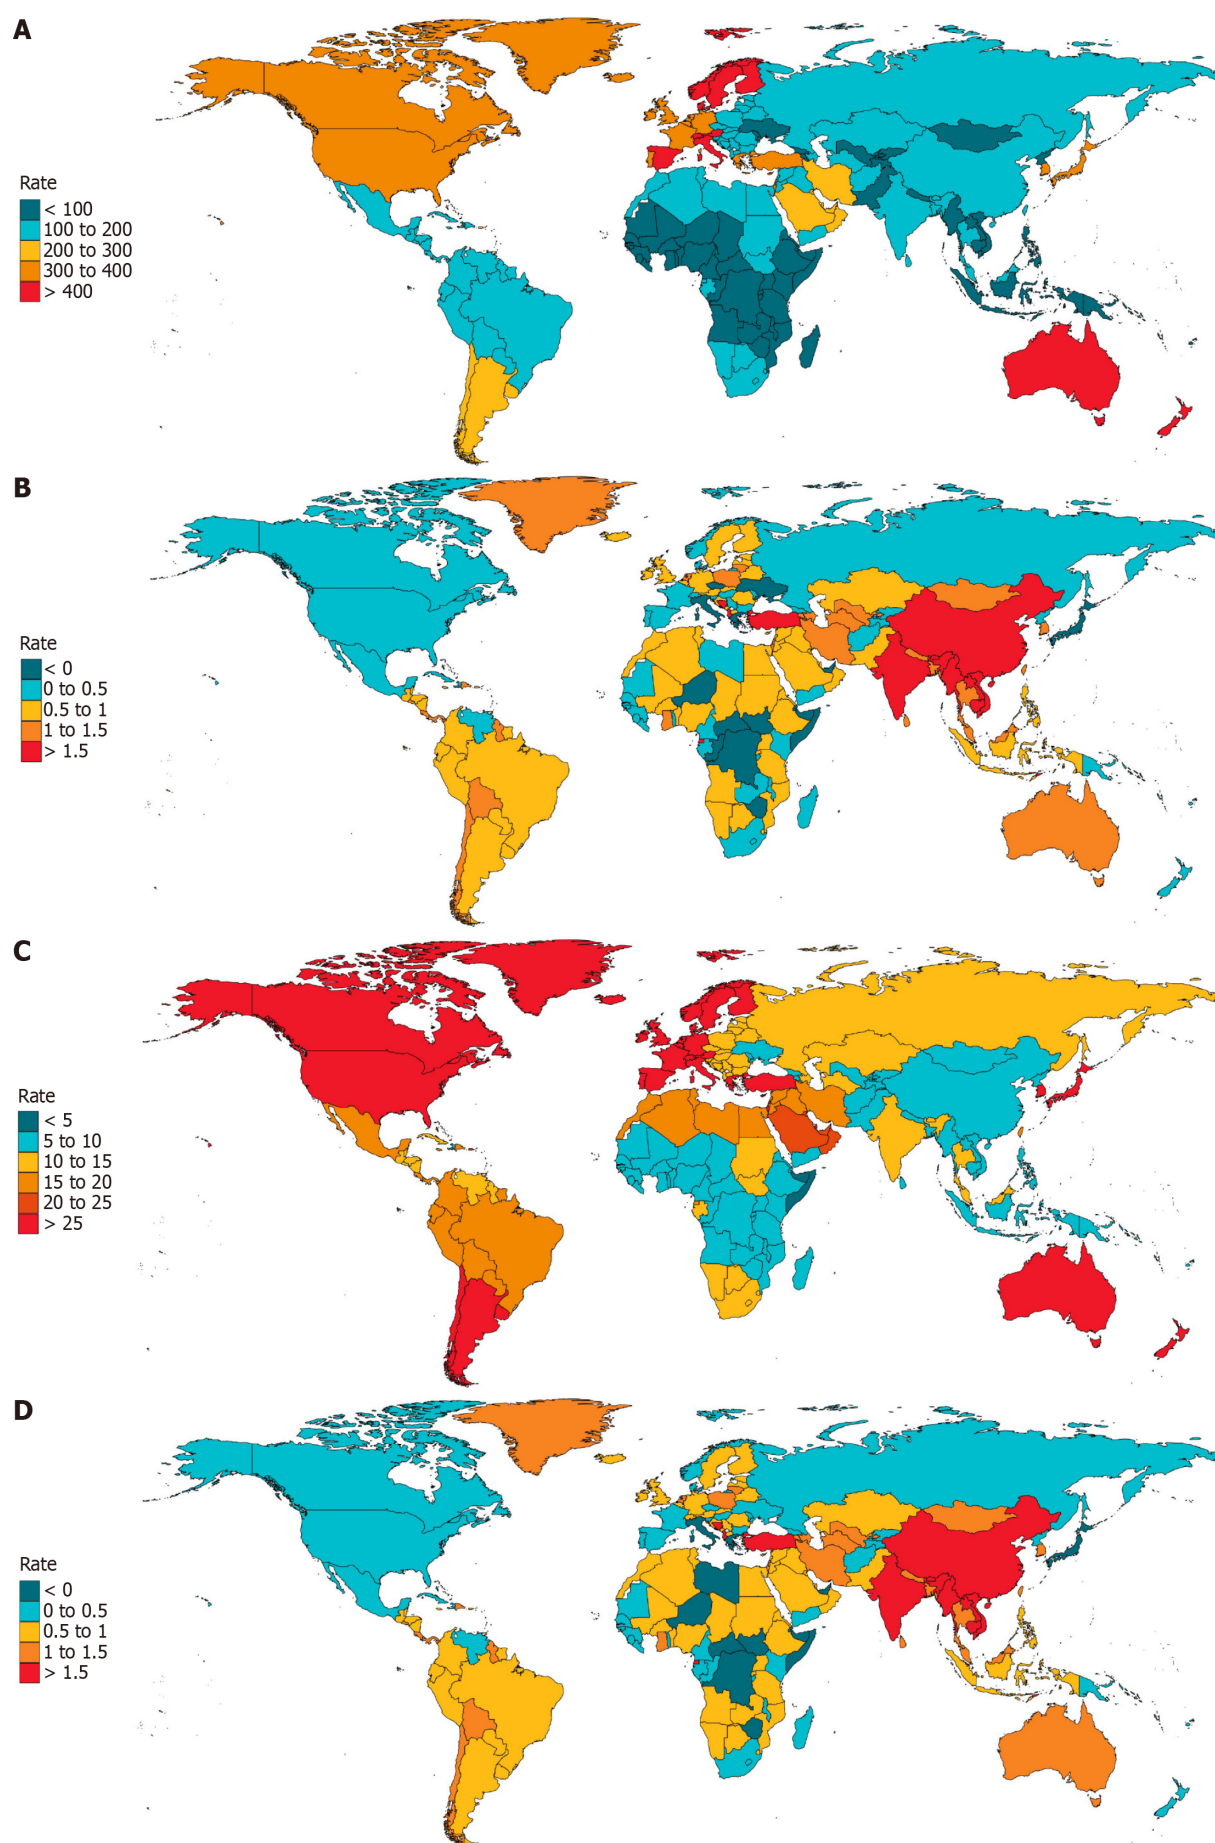 A
Rate
< 100
100 to 200
200 to 300
300 to 400
> 400
B
Rate
< 0
0 to 0.5
0.5 to 1
1 to 1.5
> 1.5
C
Rate
< 5
5 to 10
10 to 15
15 to 20
20 to 25
> 25
D
Rate
< 0
0 to 0.5
0.5 to 1
1 to 1.5
> 1.5